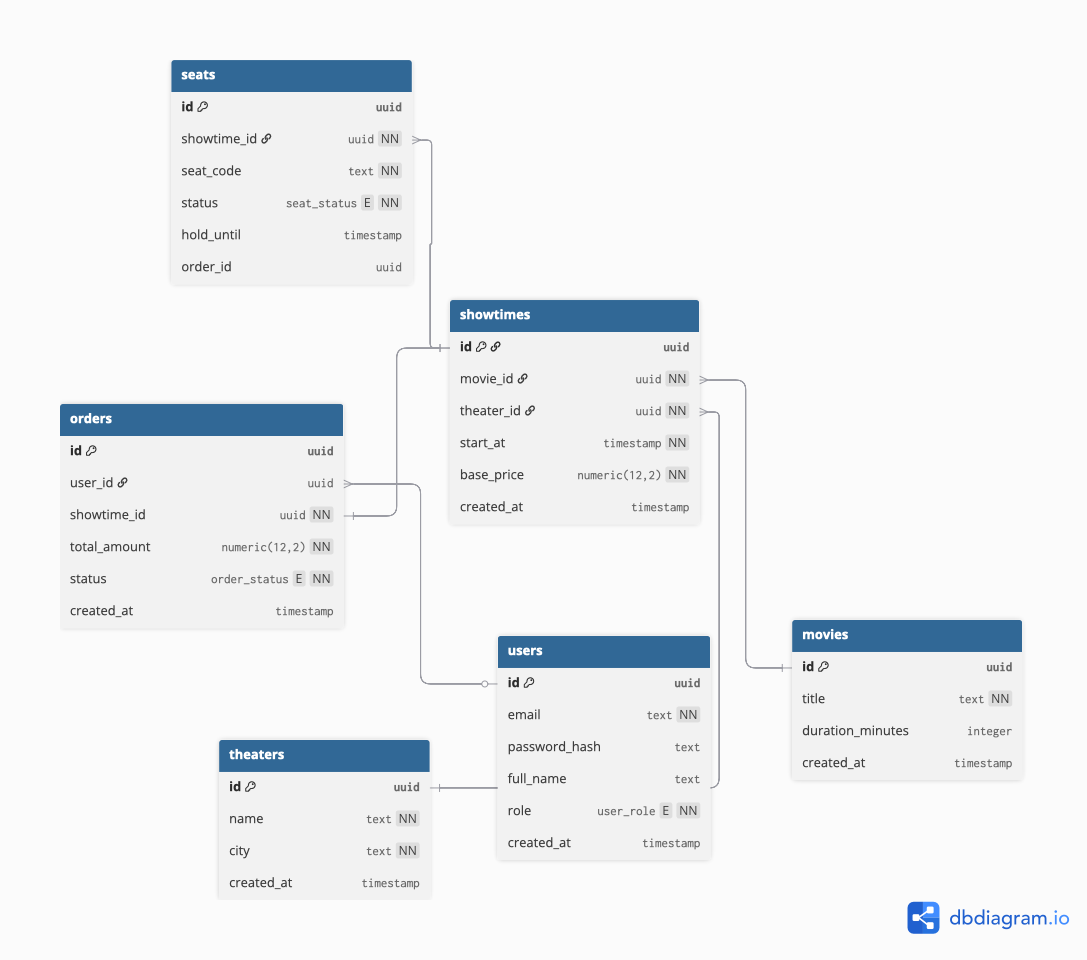 seats
id uuid
showtime_id uuid NN
seat_code text NN
status seat_status E NN
hold_until timestamp
order_id uuid
showtimes
id uuid
movie_id uuid NN
theater_id uuid NN
start_at timestamp NN
base_price numeric(12,2) NN
created_at timestamp
orders
id uuid
user_id uuid
showtime_id uuid NN
total_amount numeric(12,2) NN
status order_status E NN
created_at timestamp
users
id uuid
email text NN
password_hash text
full_name text
role user_role E NN
created_at timestamp
movies
id uuid
title text NN
duration_minutes integer
created_at timestamp
theaters
id uuid
name text NN
city text NN
created_at timestamp
dbdiagram.io